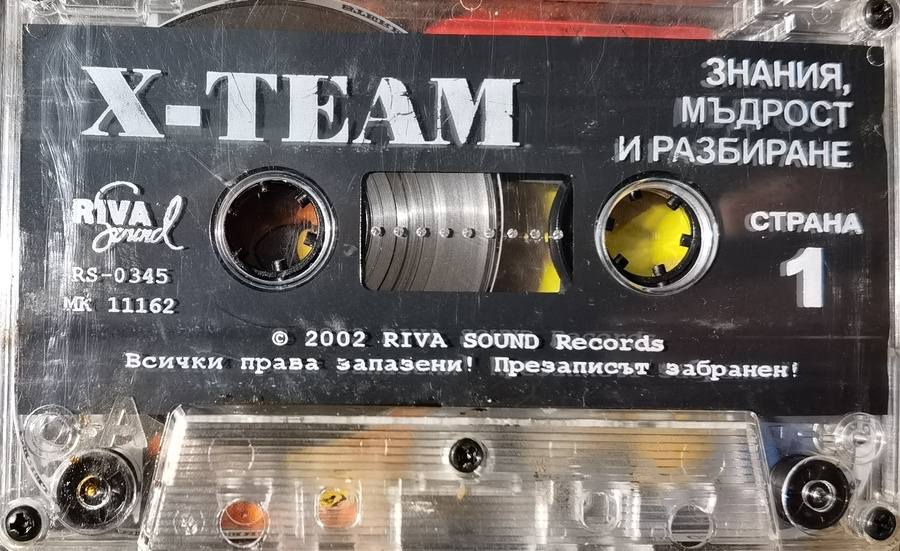 X-TEAM
ЗНАНИЯ,
МЪДРОСТ
И РАЗБИРАНЕ
RIVA
Sound
RS-0345
МК 11162
СТРАНА
1
© 2002 RIVA SOUND Records
Всички права запазени! Презаписът забранен!